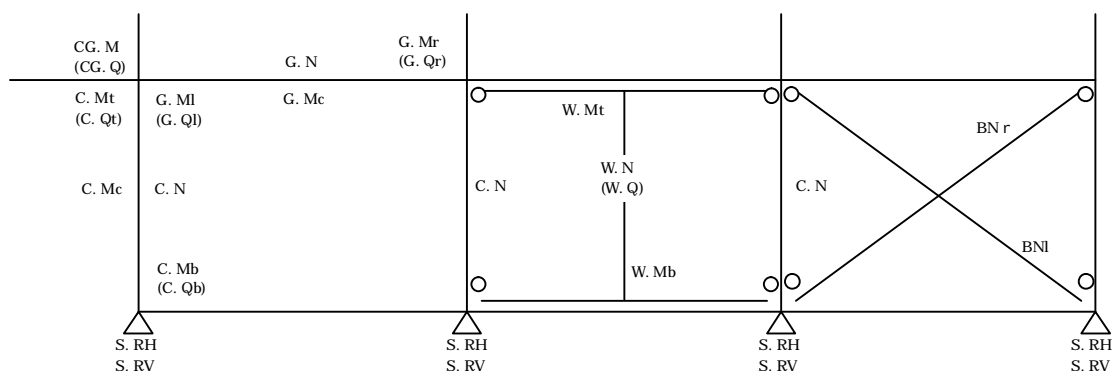 CG. M
(CG. Q)
G. N
G. Mr
(G. Qr)
C. Mt
(C. Qt)
G. Ml
(G. Ql)
G. Mc
W. Mt
BN r
C. Mc
C. N
C. N
W. N
(W. Q)
C. N
BNl
C. Mb
(C. Qb)
W. Mb
S. RH
S. RV
S. RH
S. RV
S. RH
S. RV
S. RH
S. RV